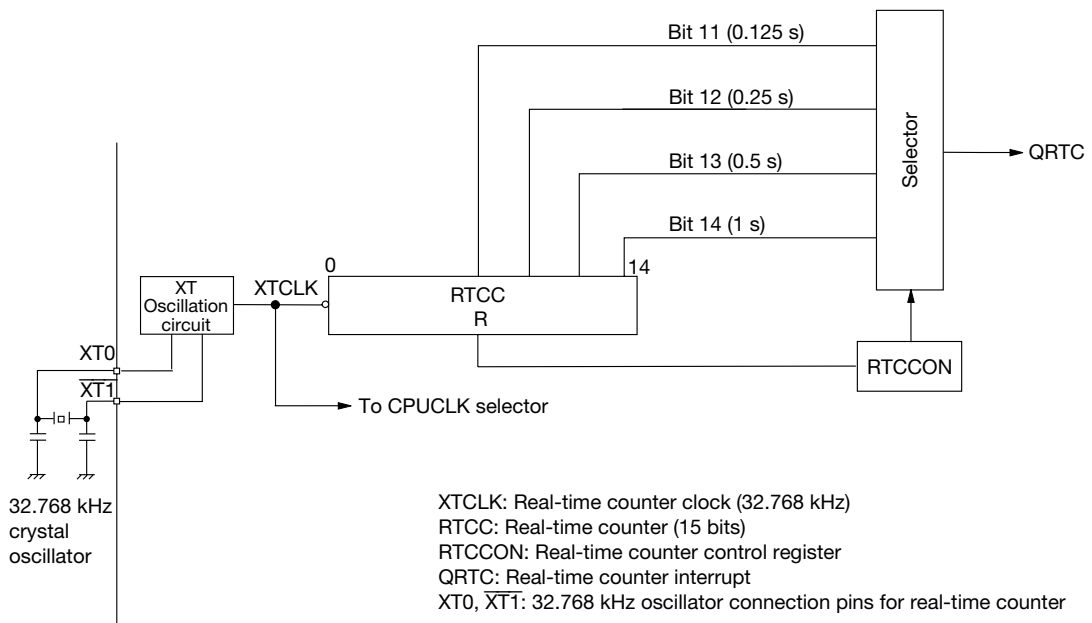 Bit 11 (0.125 s)
Bit 12 (0.25 s)
Bit 13 (0.5 s)
Bit 14 (1 s)
Selector
QRTC
0
14
XT
Oscillation
circuit
XTCLK
RTCC
R
RTCCON
XT0
XT1
To CPUCLK selector
32.768 kHz
crystal
oscillator
XTCLK: Real-time counter clock (32.768 kHz)
RTCC: Real-time counter (15 bits)
RTCCON: Real-time counter control register
QRTC: Real-time counter interrupt
XT0, XT1: 32.768 kHz oscillator connection pins for real-time counter